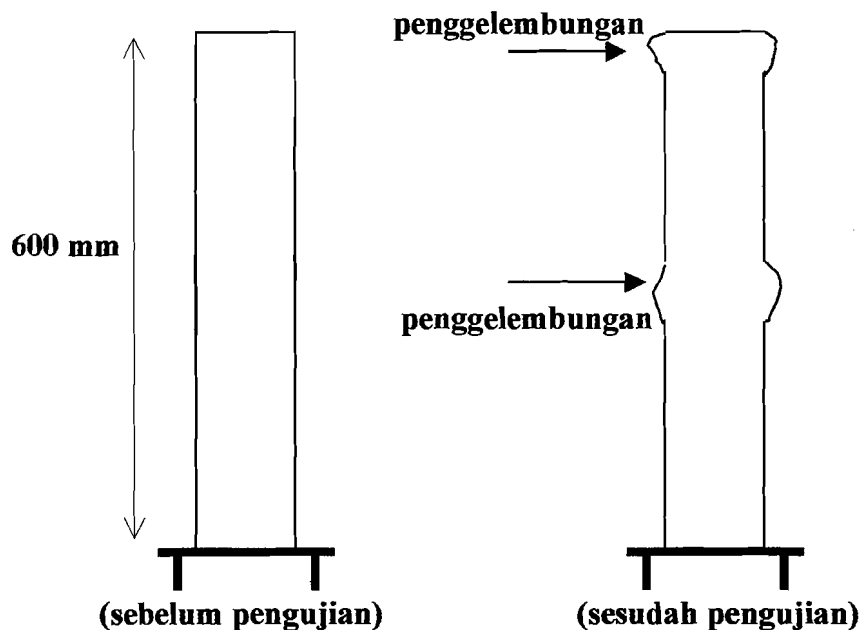 penggelembungan
600 mm
penggelembungan
(sebelum pengujian)
(sesudah pengujian)